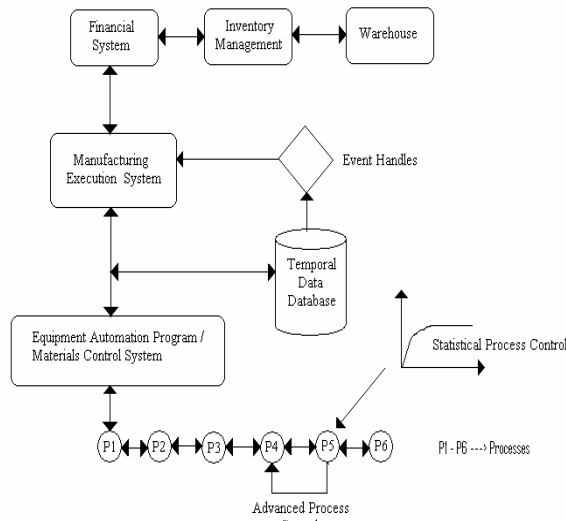 Financial
System
Inventory
Management
Warehouse
Manufacturing
Execution System
Event Handles
Temporal
Data
Database
Equipment Automation Program /
Materials Control System
Statistical Process Control
P1 P2 P3 P4 P5 P6
P1 - P6 ---> Processes
Advanced Process